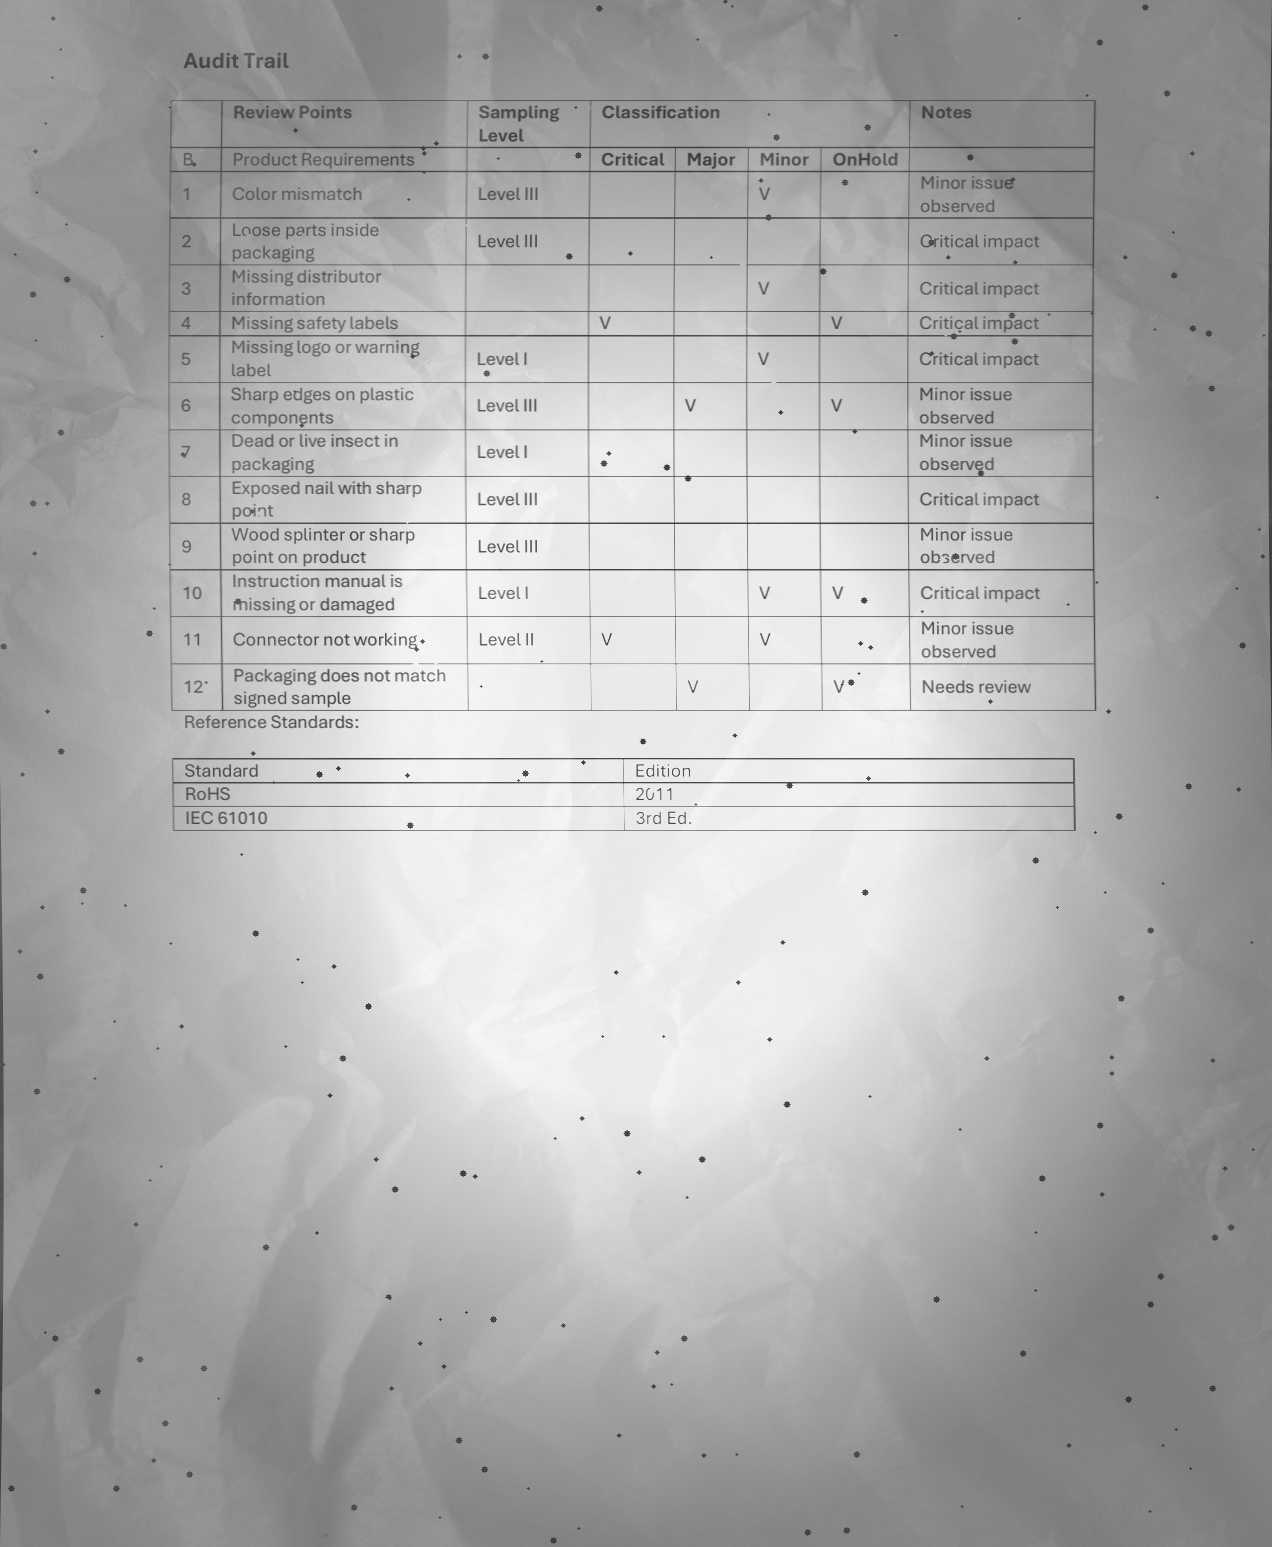 Audit Trail
Review Points Sampling Level Classification Notes
B. Product Requirements Critical Major Minor OnHold
1 Color mismatch Level III V Minor issue observed
2 Loose parts inside packaging Level III Critical impact
3 Missing distributor information V Critical impact
4 Missing safety labels V V Critical impact
5 Missing logo or warning label Level I V Critical impact
6 Sharp edges on plastic components Level III V V Minor issue observed
7 Dead or live insect in packaging Level I Minor issue observed
8 Exposed nail with sharp point Level III Critical impact
9 Wood splinter or sharp point on product Level III Minor issue observed
10 Instruction manual is missing or damaged Level I V V Critical impact
11 Connector not working Level II V V Minor issue observed
12 Packaging does not match signed sample V V Needs review
Reference Standards:
Standard Edition
RoHS 2011
IEC 61010 3rd Ed.